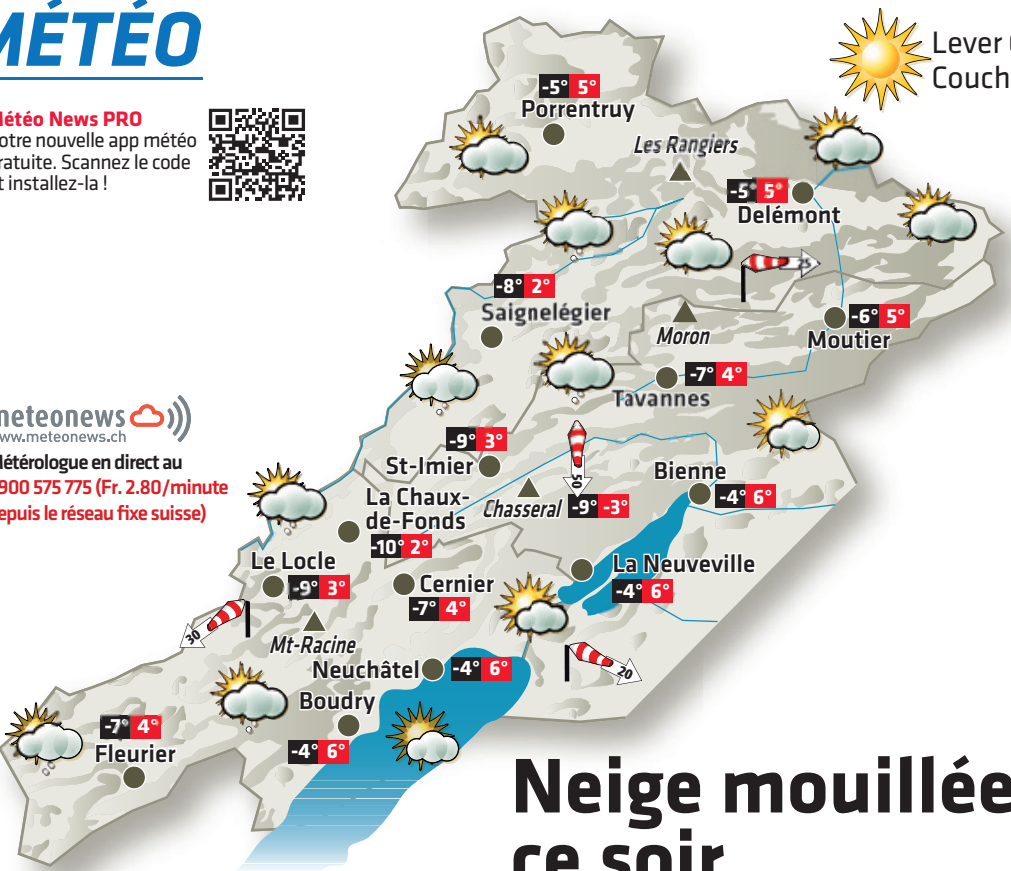 MÉTÉO
Météo News PRO
otre nouvelle app météo
ratuite. Scannez le code
t installez-la !
Lever
Couch
-5° 5°
Porrentruy
Les Rangiers
-5° 5°
Delémont
25
-8° 2°
Saignelégier
Moron
-6° 5°
Moutier
-7° 4°
Tavannes
meteonews
www.meteonews.ch
Météorologue en direct au
900 575 775 (Fr. 2.80/minute
epuis le réseau fixe suisse)
-9° 3°
St-Imier
50
Chasseral -9° -3°
Bienne
-4° 6°
La Chaux-
de-Fonds
-10° 2°
Le Locle
-9° 3°
Cernier
-7° 4°
La Neuveville
-4° 6°
30
Mt-Racine
20
Neuchâtel -4° 6°
Boudry
-4° 6°
-7° 4°
Fleurier
Neige mouillée
ce soir